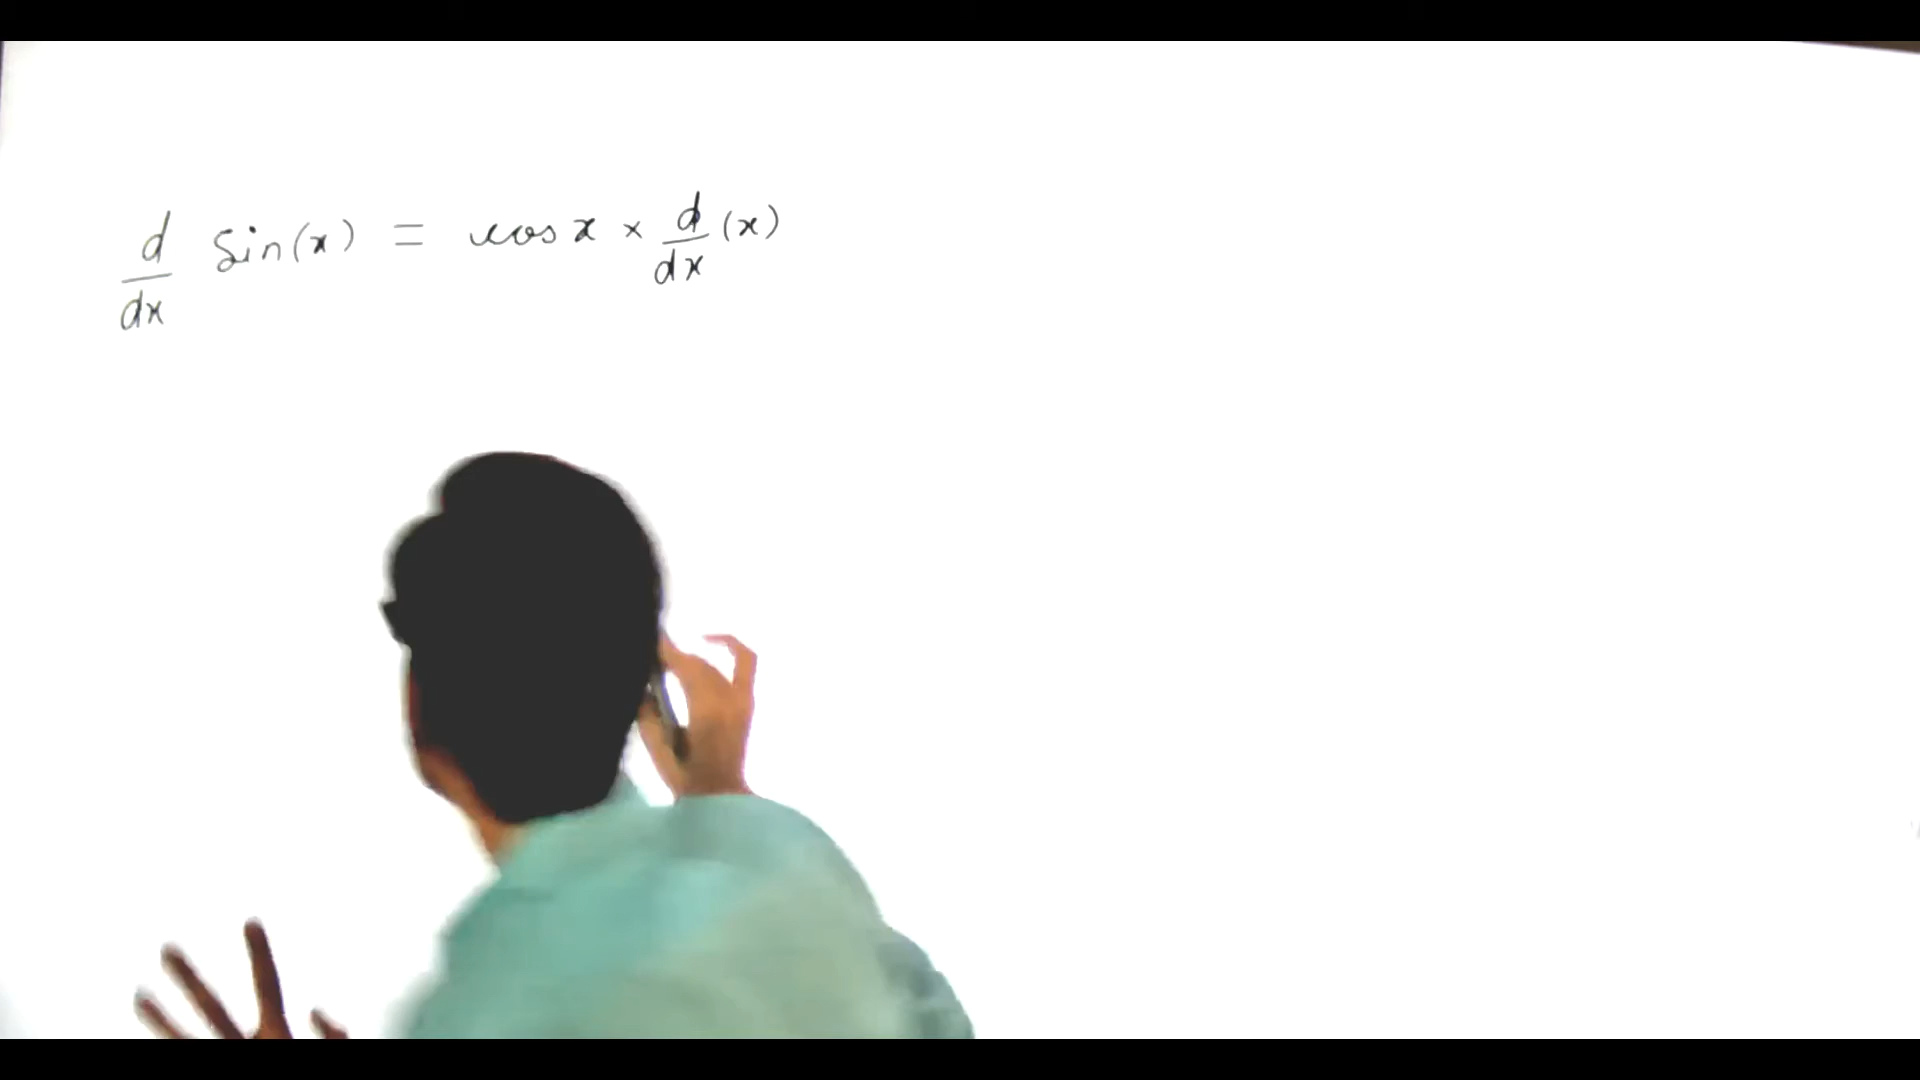 d/dx sin(x) = cos x × d/dx (x)